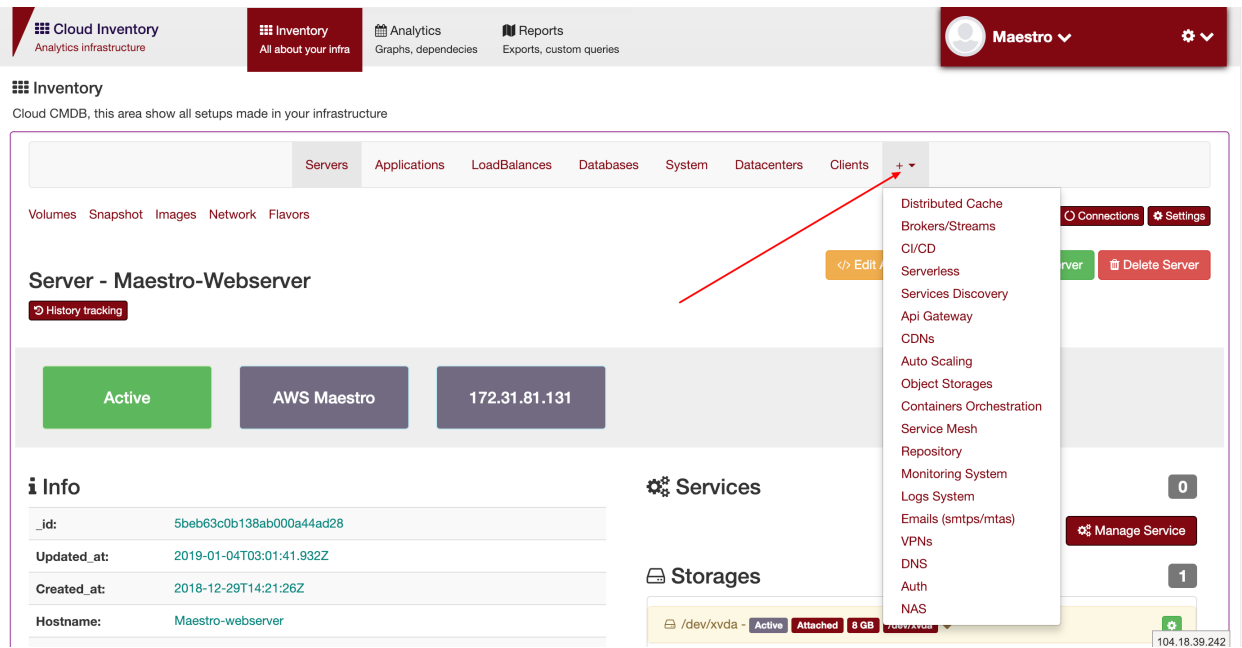 Cloud Inventory
Analytics infrastructure
Inventory
All about your infra
Analytics
Graphs, dependecies
Reports
Exports, custom queries
Maestro
Inventory
Cloud CMDB, this area show all setups made in your infrastructure
Servers Applications LoadBalances Databases System Datacenters Clients +
Volumes Snapshot Images Network Flavors
Connections Settings
Distributed Cache
Brokers/Streams
CI/CD
Serverless
Services Discovery
Api Gateway
CDNs
Auto Scaling
Object Storages
Containers Orchestration
Service Mesh
Repository
Monitoring System
Logs System
Emails (smtps/mtas)
VPNs
DNS
Auth
NAS
</> Edit
Delete Server
Server - Maestro-Webserver
History tracking
Active
AWS Maestro
172.31.81.131
Info
_id: 5beb63c0b138ab000a44ad28
Updated_at: 2019-01-04T03:01:41.932Z
Created_at: 2018-12-29T14:21:26Z
Hostname: Maestro-webserver
Services 0
Manage Service
Storages 1
/dev/xvda - Active Attached 8 GB /dev/xvda
104.18.39.242